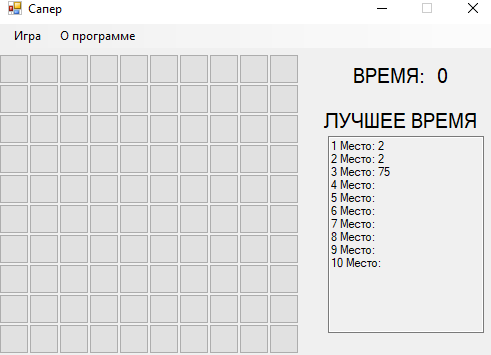 Сапер
Игра О программе
ВРЕМЯ: 0
ЛУЧШЕЕ ВРЕМЯ
1 Место: 2
2 Место: 2
3 Место: 75
4 Место:
5 Место:
6 Место:
7 Место:
8 Место:
9 Место:
10 Место: